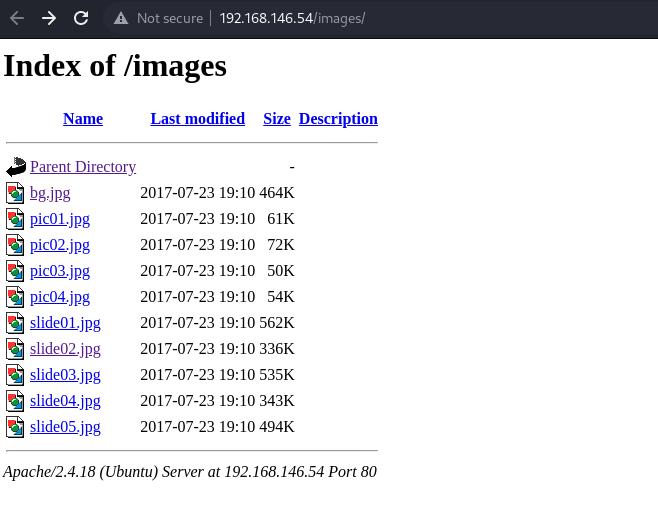 Not secure 192.168.146.54/images/
Index of /images
Name Last modified Size Description
Parent Directory -
bg.jpg 2017-07-23 19:10 464K
pic01.jpg 2017-07-23 19:10 61K
pic02.jpg 2017-07-23 19:10 72K
pic03.jpg 2017-07-23 19:10 50K
pic04.jpg 2017-07-23 19:10 54K
slide01.jpg 2017-07-23 19:10 562K
slide02.jpg 2017-07-23 19:10 336K
slide03.jpg 2017-07-23 19:10 535K
slide04.jpg 2017-07-23 19:10 343K
slide05.jpg 2017-07-23 19:10 494K
Apache/2.4.18 (Ubuntu) Server at 192.168.146.54 Port 80